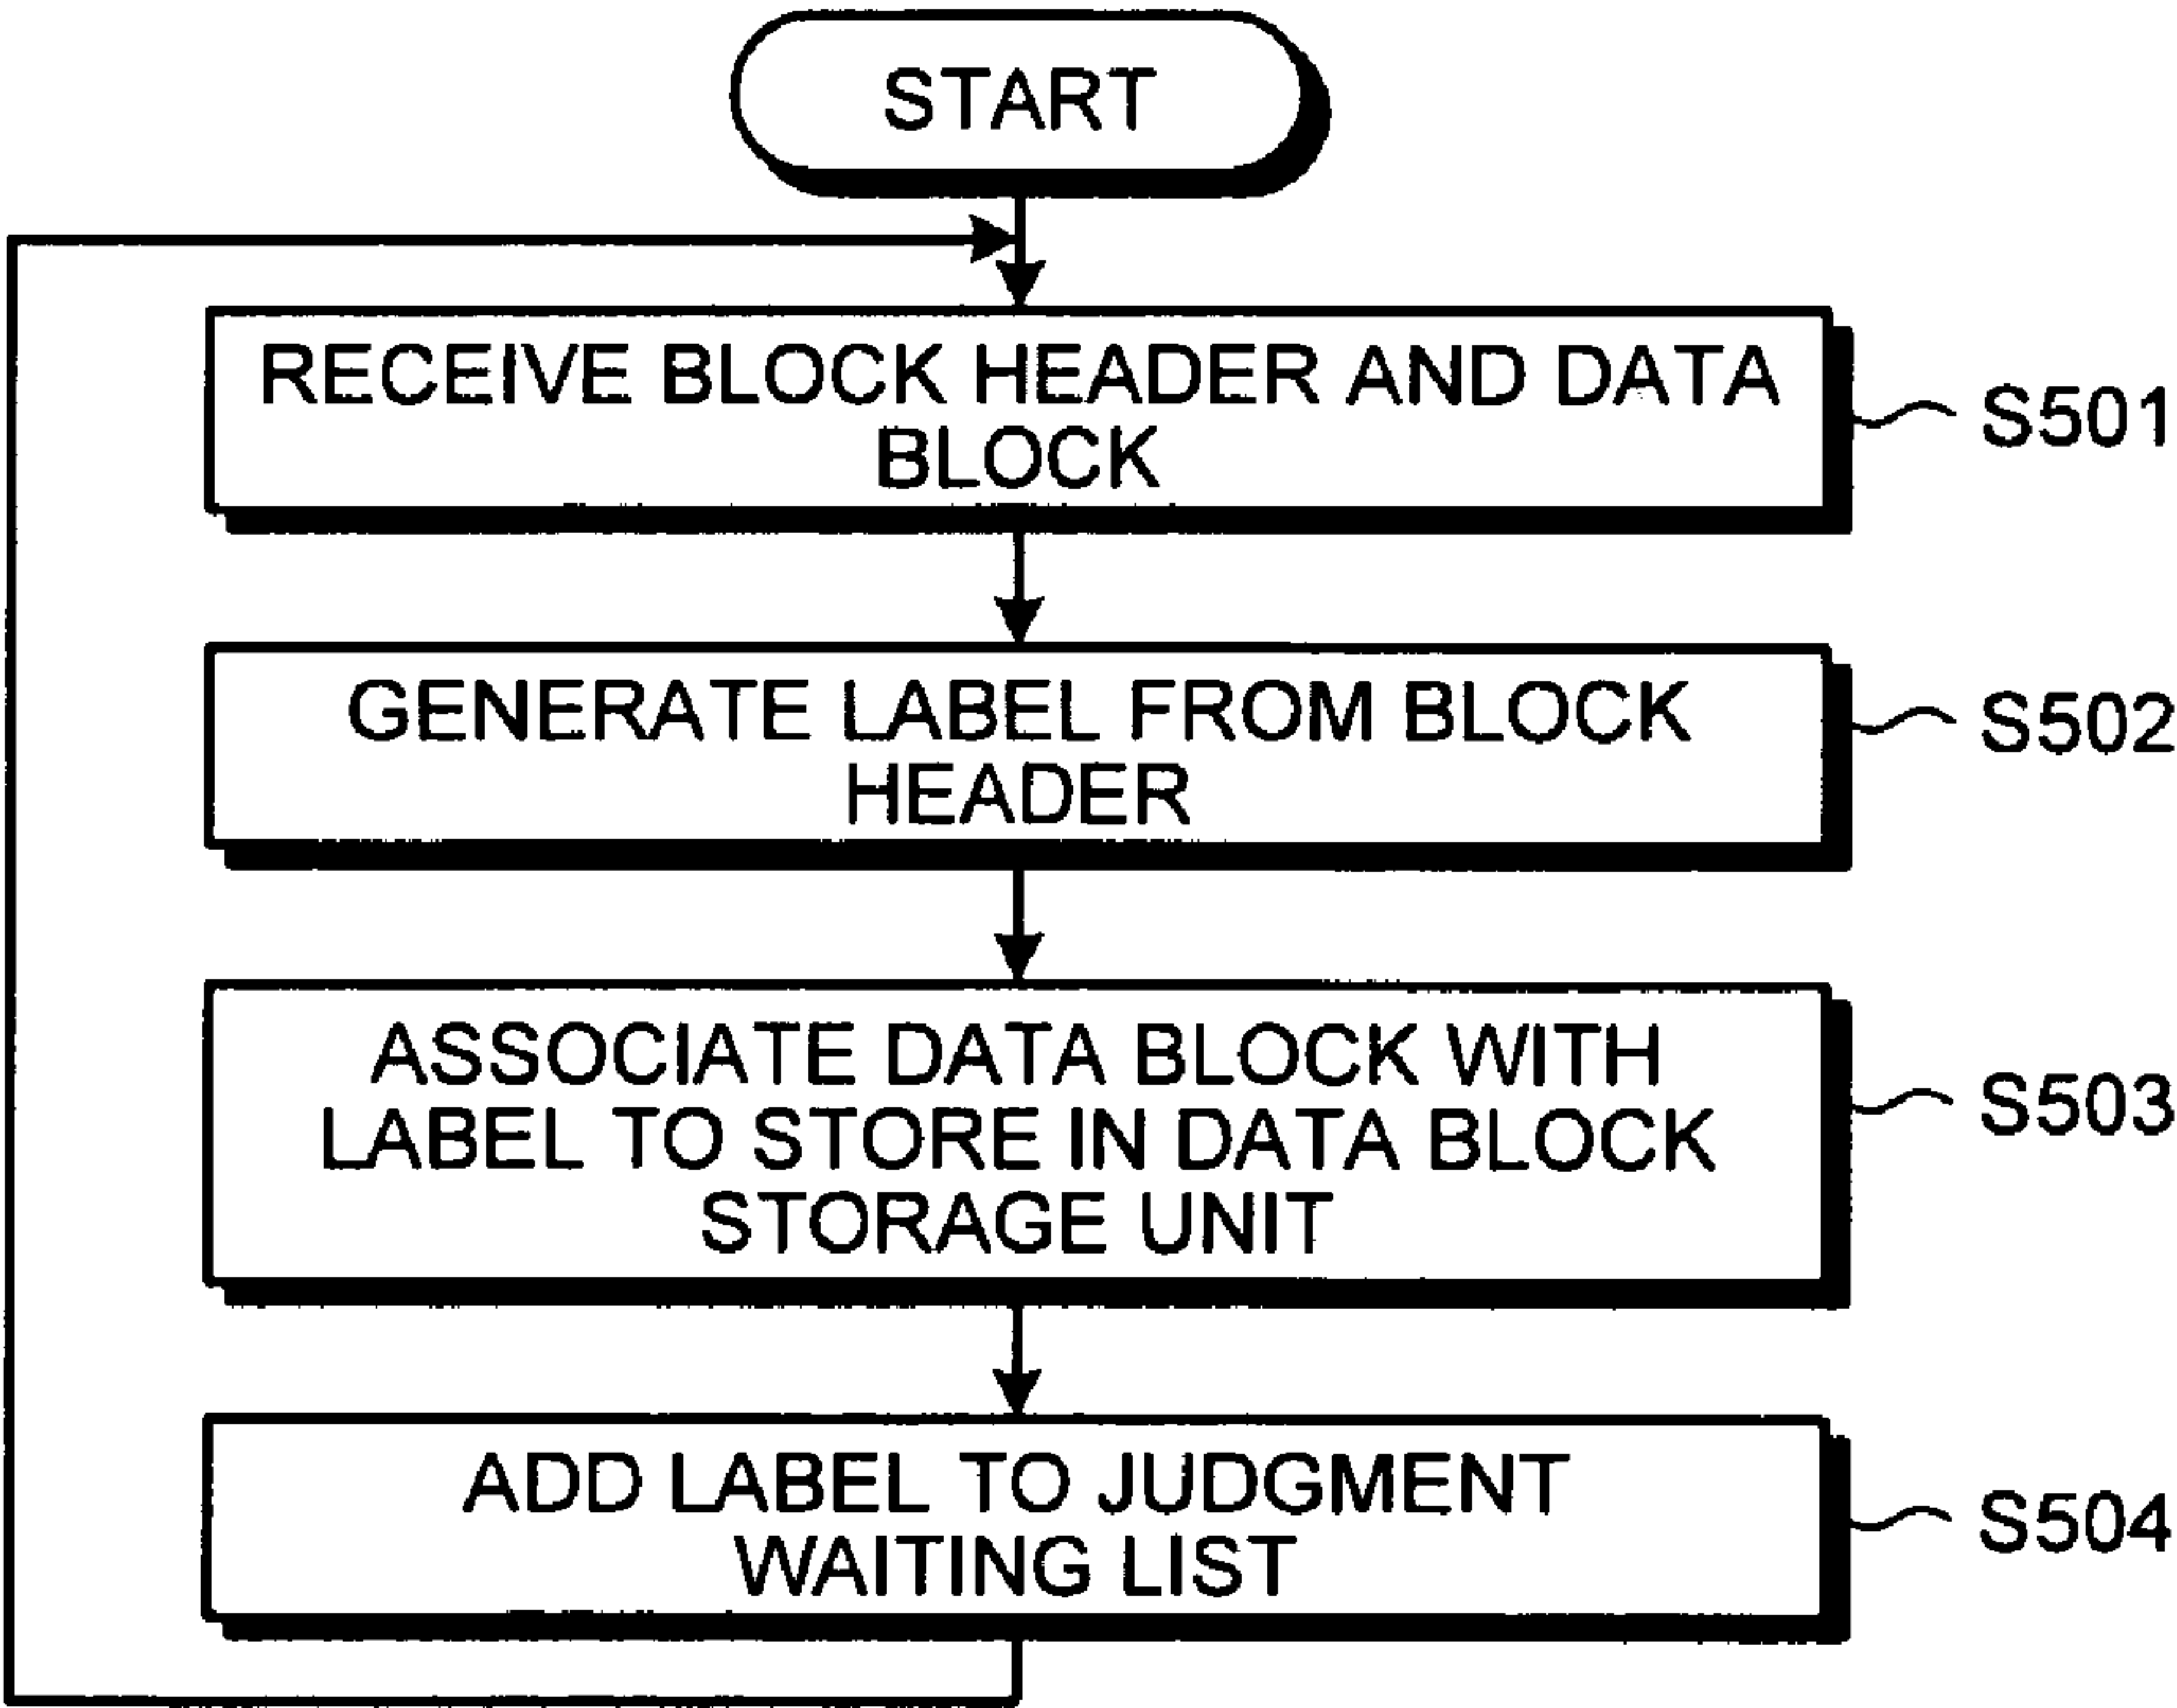 START
RECEIVE BLOCK HEADER AND DATA
BLOCK
S501
GENERATE LABEL FROM BLOCK
HEADER
S502
ASSOCIATE DATA BLOCK WITH
LABEL TO STORE IN DATA BLOCK
STORAGE UNIT
S503
ADD LABEL TO JUDGMENT
WAITING LIST
S504